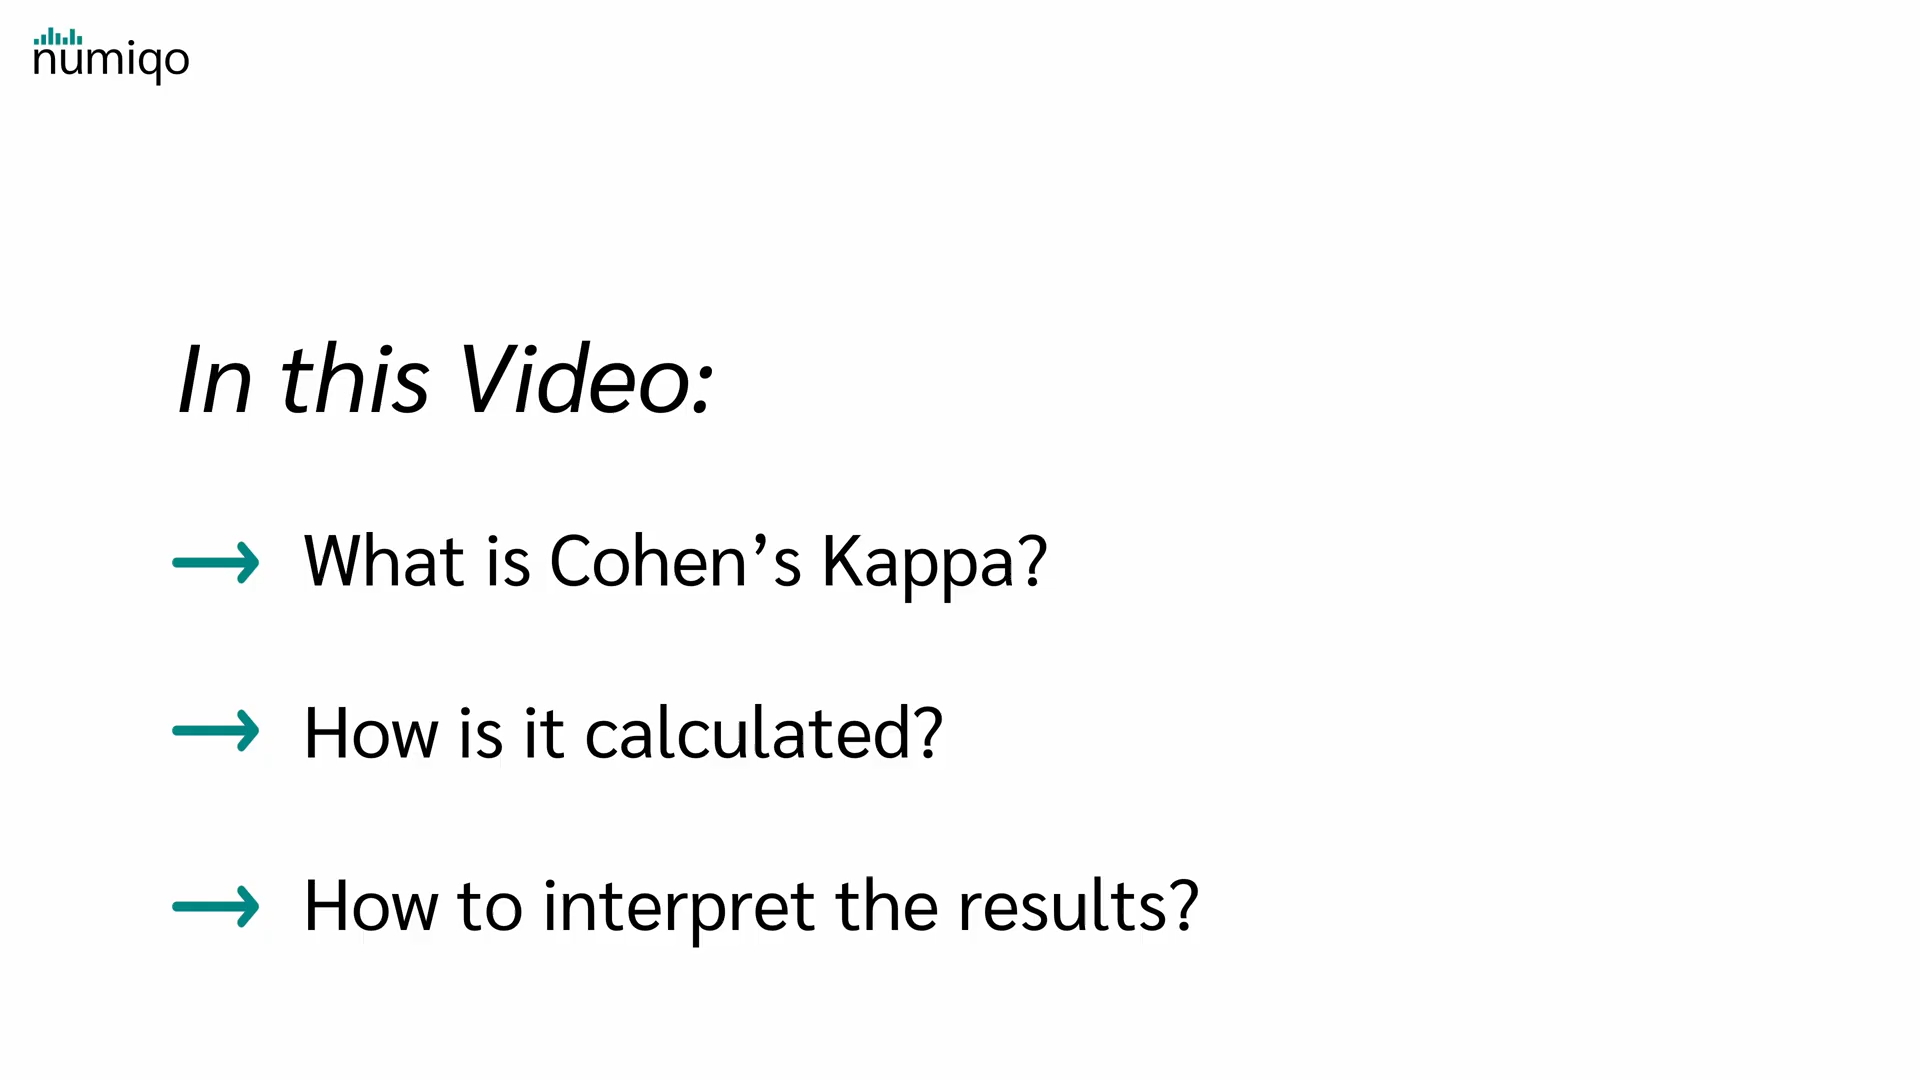 numiqo
In this Video:
What is Cohen’s Kappa?
How is it calculated?
How to interpret the results?